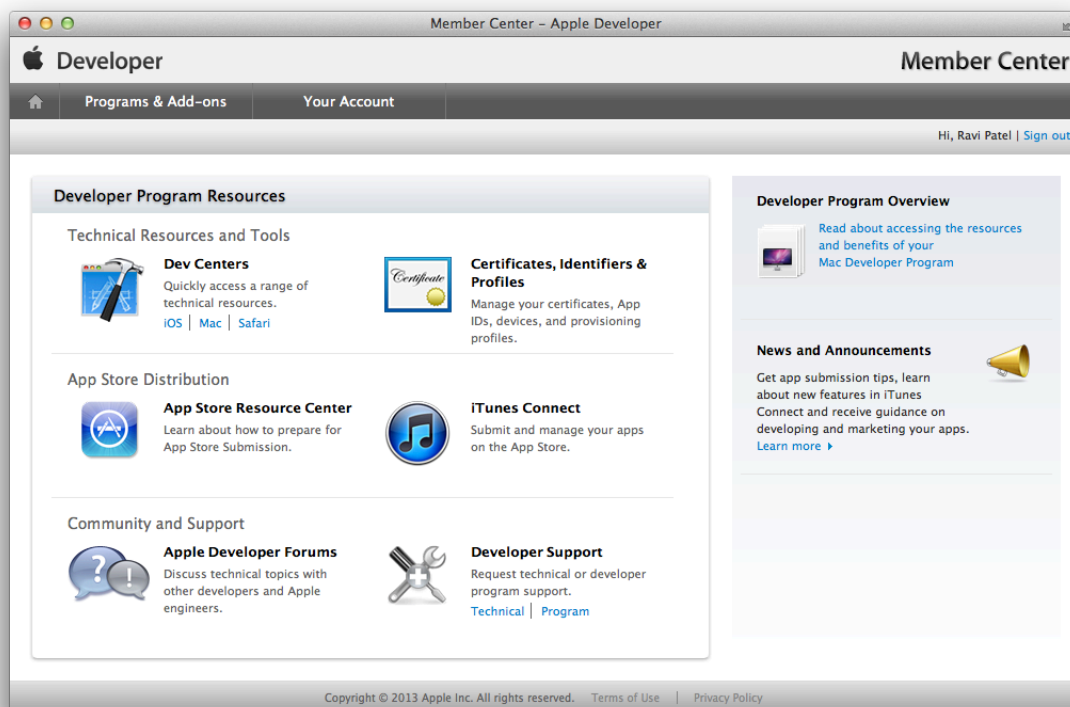 Member Center – Apple Developer
Developer
Member Center
Programs & Add-ons
Your Account
Hi, Ravi Patel | Sign out
Developer Program Resources
Technical Resources and Tools
Dev Centers
Quickly access a range of
technical resources.
iOS | Mac | Safari
Certificate
Certificates, Identifiers &
Profiles
Manage your certificates, App
IDs, devices, and provisioning
profiles.
App Store Distribution
App Store Resource Center
Learn about how to prepare for
App Store Submission.
iTunes Connect
Submit and manage your apps
on the App Store.
Community and Support
?
!
Apple Developer Forums
Discuss technical topics with
other developers and Apple
engineers.
Developer Support
Request technical or developer
program support.
Technical | Program
Developer Program Overview
Read about accessing the resources
and benefits of your
Mac Developer Program
News and Announcements
Get app submission tips, learn
about new features in iTunes
Connect and receive guidance on
developing and marketing your apps.
Learn more
Copyright © 2013 Apple Inc. All rights reserved. Terms of Use | Privacy Policy